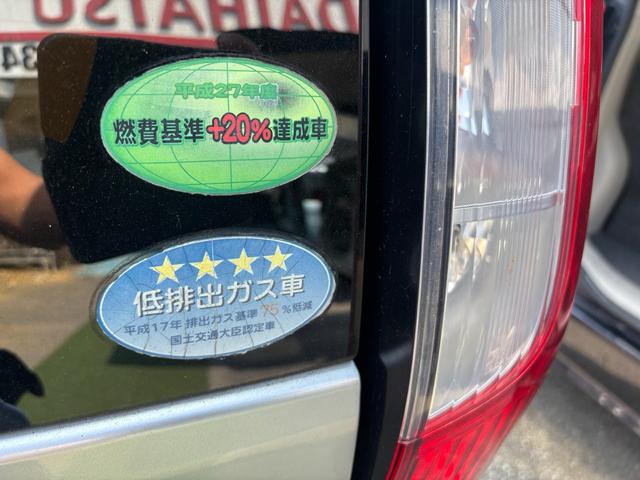 DAIHATSU
34
平成27年度
燃費基準+20%達成車
低排出ガス車
平成17年 排出ガス基準 75%低減
国土交通大臣認定車